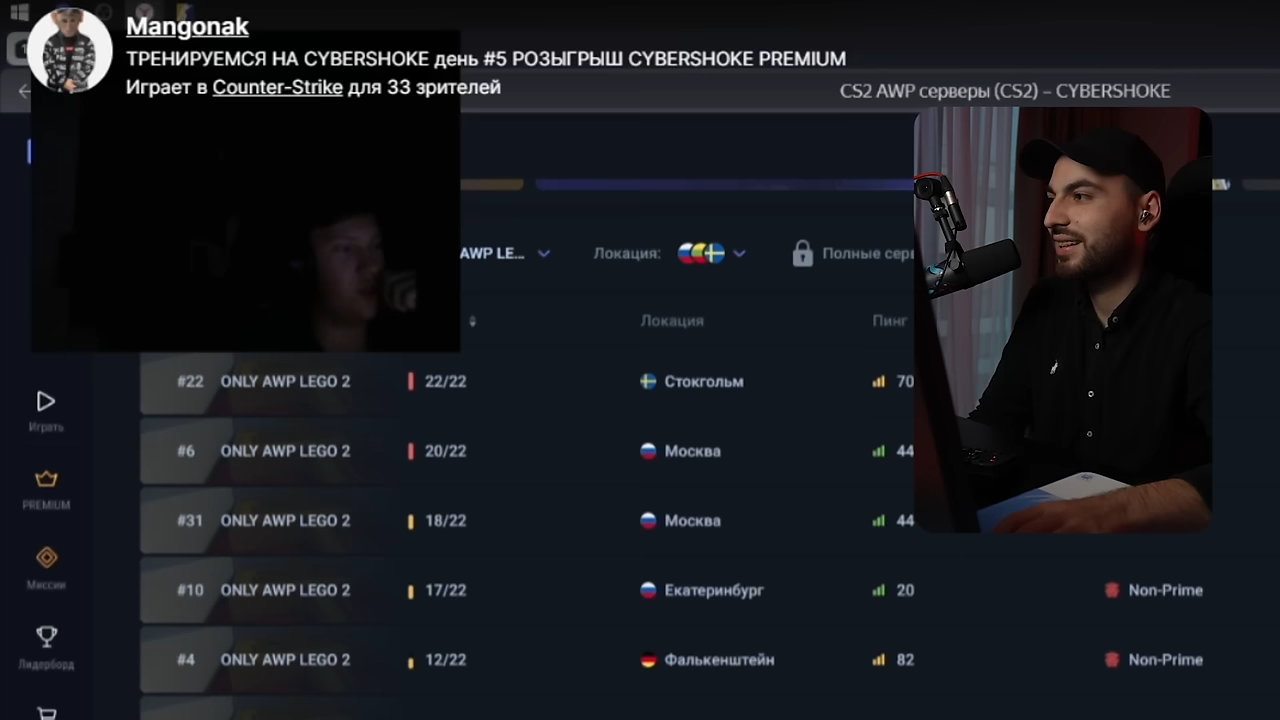 Mangonak
ТРЕНИРУЕМСЯ НА CYBERSHOKE день #5 РОЗЫГРЫШ CYBERSHOKE PREMIUM
Играет в Counter-Strike для 33 зрителей
CS2 AWP серверы (CS2) – CYBERSHOKE
AWP LE...
Локация:
Полные
Локация
Пинг
#22 ONLY AWP LEGO 2 22/22 Стокгольм 70
Играть
#6 ONLY AWP LEGO 2 20/22 Москва 44
PREMIUM
#31 ONLY AWP LEGO 2 18/22 Москва 44
Миссии
#10 ONLY AWP LEGO 2 17/22 Екатеринбург 20 Non-Prime
Лидерборд
#4 ONLY AWP LEGO 2 12/22 Фалькенштейн 82 Non-Prime